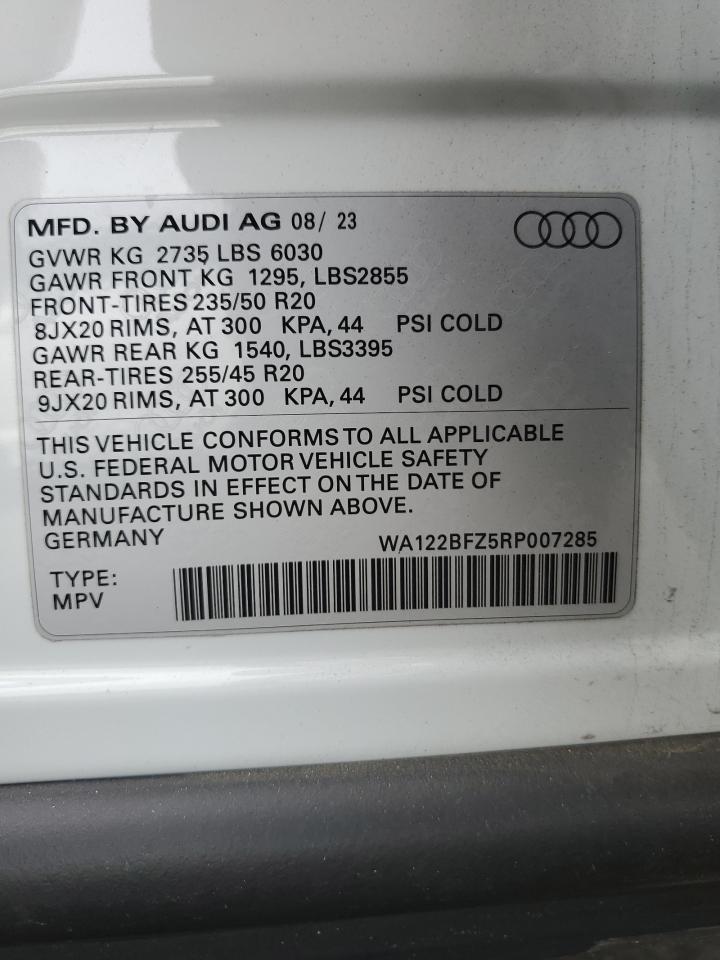 MFD. BY AUDI AG 08/ 23
GVWR KG 2735 LBS 6030
GAWR FRONT KG 1295, LBS2855
FRONT-TIRES 235/50 R20
8JX20 RIMS, AT 300 KPA, 44 PSI COLD
GAWR REAR KG 1540, LBS3395
REAR-TIRES 255/45 R20
9JX20 RIMS, AT 300 KPA, 44 PSI COLD
THIS VEHICLE CONFORMS TO ALL APPLICABLE
U.S. FEDERAL MOTOR VEHICLE SAFETY
STANDARDS IN EFFECT ON THE DATE OF
MANUFACTURE SHOWN ABOVE.
GERMANY WA122BFZ5RP007285
TYPE:
MPV